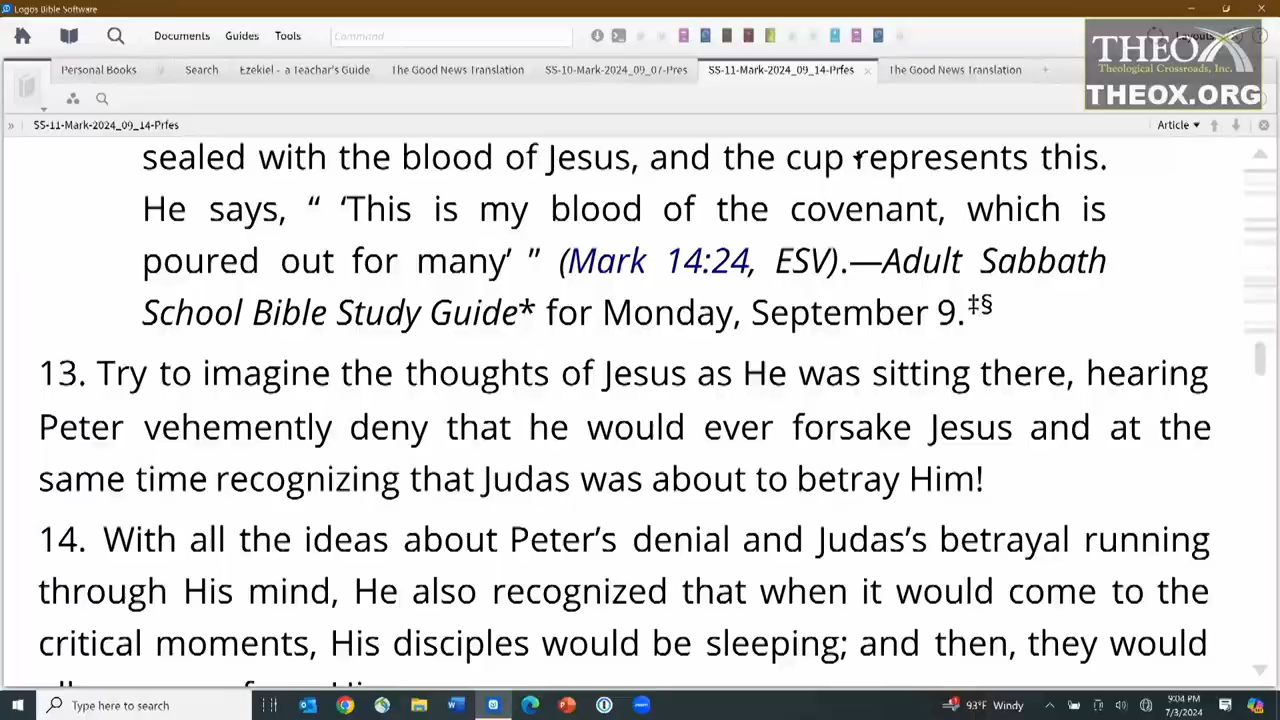 Logos Bible Software
Documents Guides Tools Command
THEOX
Theological Crossroads, Inc.
THEOX.ORG
Personal Books Search Ezekiel - a Teacher's Guide SS-10-Mark-2024_09_07-Prfes SS-11-Mark-2024_09_14-Prfes The Good News Translation
SS-11-Mark-2024_09_14-Prfes Article
sealed with the blood of Jesus, and the cup represents this.
He says, “ ‘This is my blood of the covenant, which is
poured out for many’ ” (Mark 14:24, ESV).—Adult Sabbath
School Bible Study Guide* for Monday, September 9.‡§
13. Try to imagine the thoughts of Jesus as He was sitting there, hearing
Peter vehemently deny that he would ever forsake Jesus and at the
same time recognizing that Judas was about to betray Him!
14. With all the ideas about Peter’s denial and Judas’s betrayal running
through His mind, He also recognized that when it would come to the
critical moments, His disciples would be sleeping; and then, they would
Type here to search
93°F Windy
9:04 PM
7/3/2024